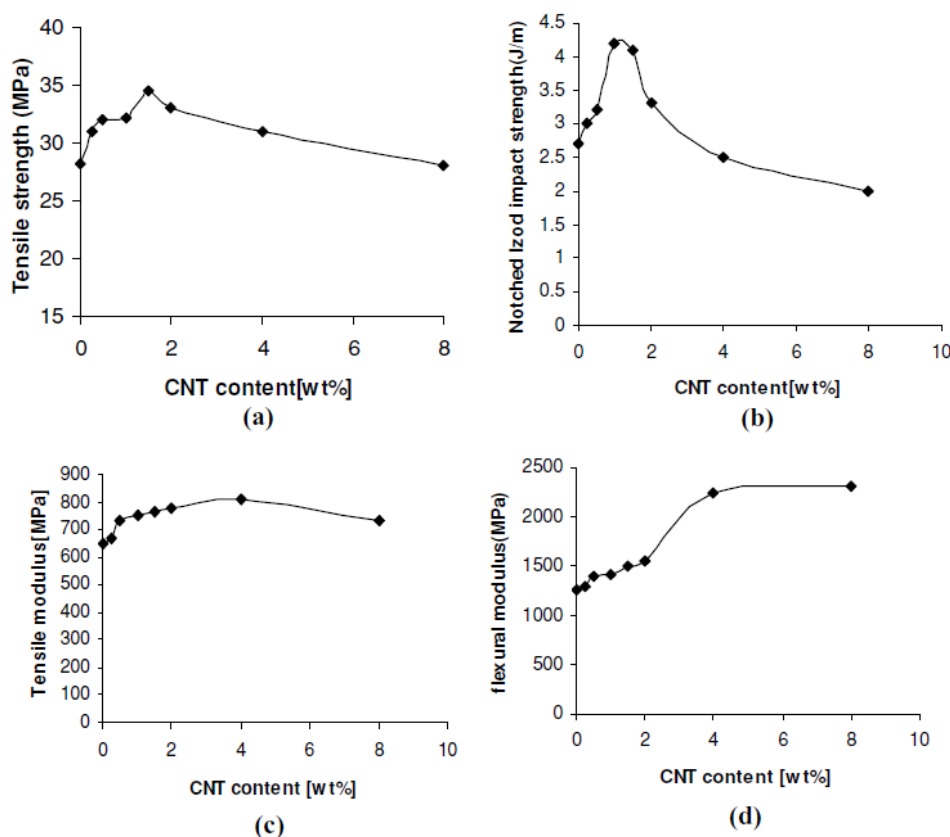 Tensile strength (MPa)
40
35
30
25
20
15
0 2 4 6 8
CNT content[wt%]
(a)
Notched Izod impact strength(J/m)
4.5
4
3.5
3
2.5
2
1.5
1
0.5
0
0 2 4 6 8 10
CNT content[wt%]
(b)
Tensile modulus[MPa]
900
800
700
600
500
400
300
200
100
0
0 2 4 6 8 10
CNT content [wt%]
(c)
flexural modulus(MPa)
2500
2000
1500
1000
500
0
0 2 4 6 8 10
CNT content [wt%]
(d)